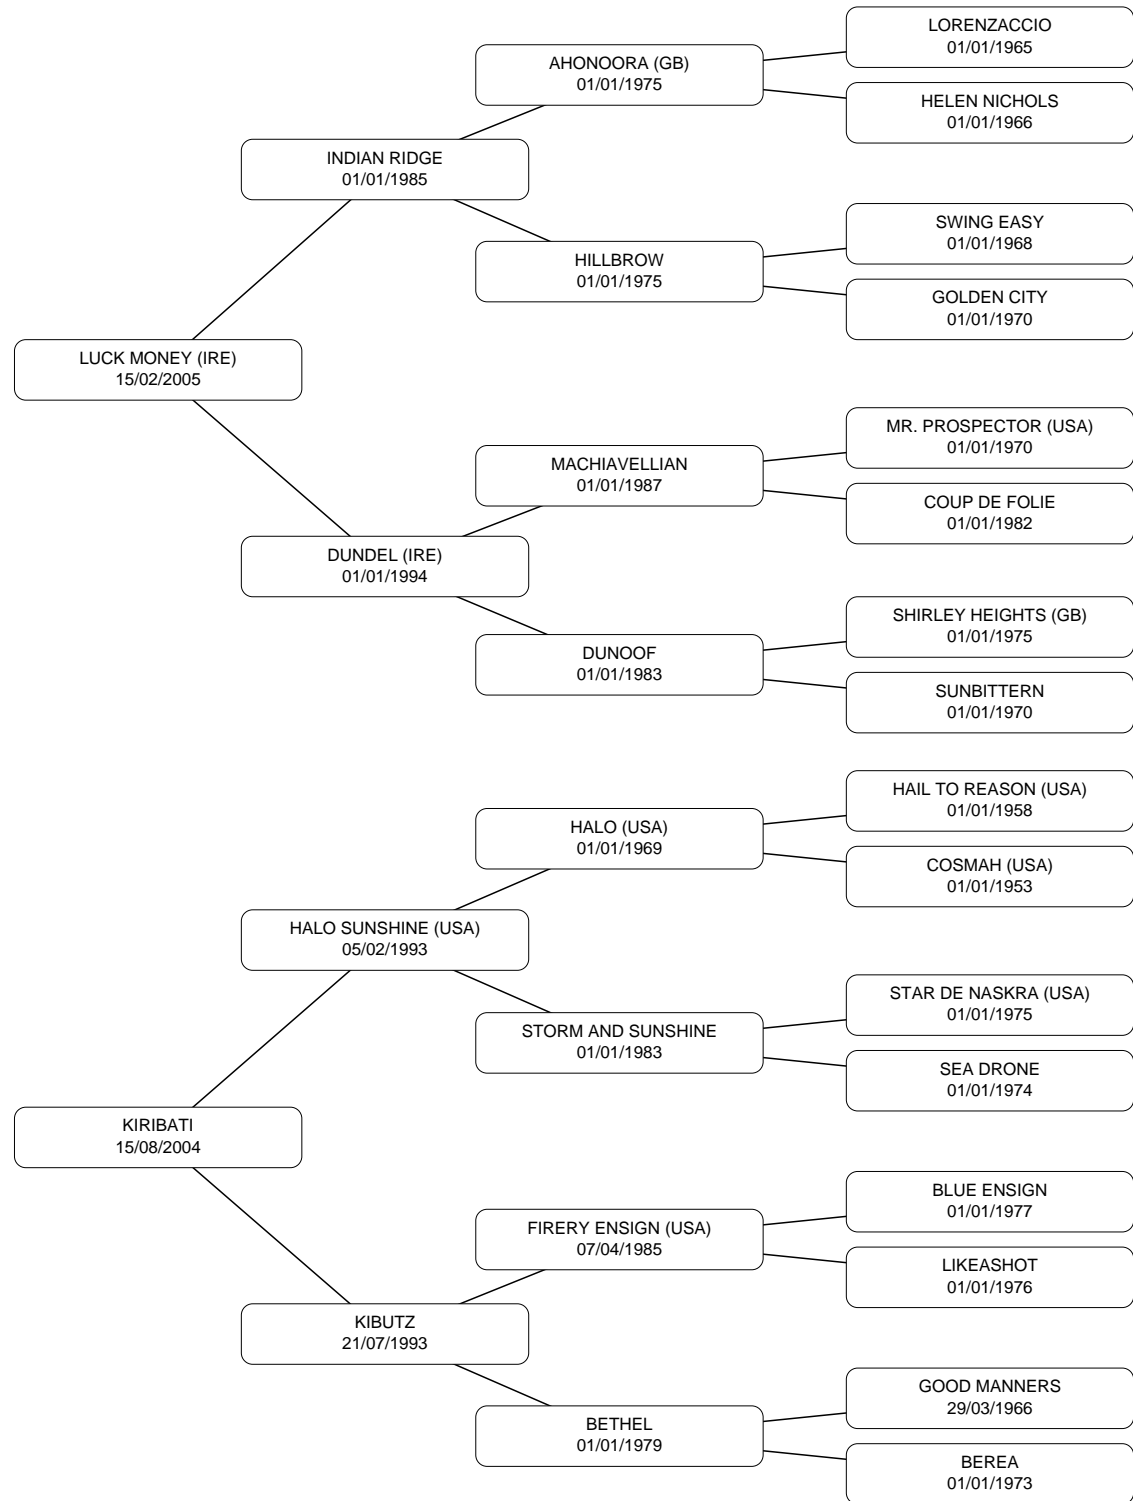 LORENZACCIO
01/01/1965
AHONOORA (GB)
01/01/1975
HELEN NICHOLS
01/01/1966
INDIAN RIDGE
01/01/1985
SWING EASY
01/01/1968
HILLBROW
01/01/1975
GOLDEN CITY
01/01/1970
LUCK MONEY (IRE)
15/02/2005
MR. PROSPECTOR (USA)
01/01/1970
MACHIAVELLIAN
01/01/1987
COUP DE FOLIE
01/01/1982
DUNDEL (IRE)
01/01/1994
SHIRLEY HEIGHTS (GB)
01/01/1975
DUNOOF
01/01/1983
SUNBITTERN
01/01/1970
HAIL TO REASON (USA)
01/01/1958
HALO (USA)
01/01/1969
COSMAH (USA)
01/01/1953
HALO SUNSHINE (USA)
05/02/1993
STAR DE NASKRA (USA)
01/01/1975
STORM AND SUNSHINE
01/01/1983
SEA DRONE
01/01/1974
KIRIBATI
15/08/2004
BLUE ENSIGN
01/01/1977
FIRERY ENSIGN (USA)
07/04/1985
LIKEASHOT
01/01/1976
KIBUTZ
21/07/1993
GOOD MANNERS
29/03/1966
BETHEL
01/01/1979
BEREA
01/01/1973